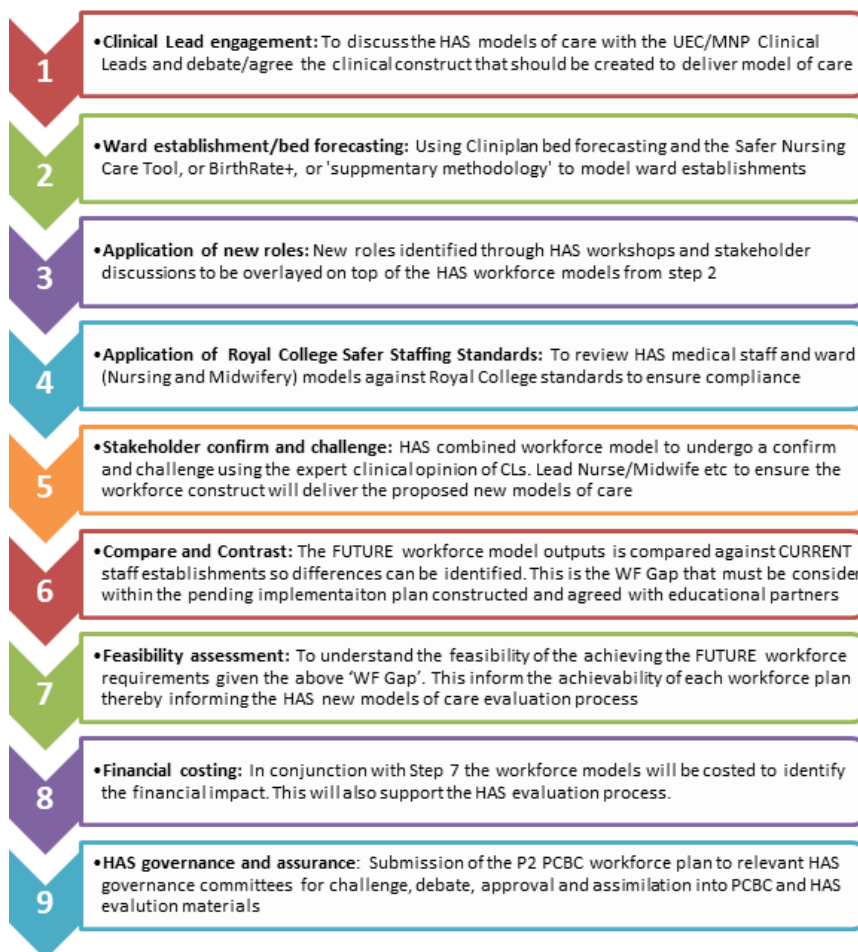 1
•Clinical Lead engagement: To discuss the HAS models of care with the UEC/MNP Clinical
Leads and debate/agree the clinical construct that should be created to deliver model of care
2
•Ward establishment/bed forecasting: Using Cliniplan bed forecasting and the Safer Nursing
Care Tool, or BirthRate+, or 'suppmentary methodology' to model ward establishments
3
•Application of new roles: New roles identified through HAS workshops and stakeholder
discussions to be overlayed on top of the HAS workforce models from step 2
4
•Application of Royal College Safer Staffing Standards: To review HAS medical staff and ward
(Nursing and Midwifery) models against Royal College standards to ensure compliance
5
•Stakeholder confirm and challenge: HAS combined workforce model to undergo a confirm
and challenge using the expert clinical opinion of CLs. Lead Nurse/Midwife etc to ensure the
workforce construct will deliver the proposed new models of care
6
•Compare and Contrast: The FUTURE workforce model outputs is compared against CURRENT
staff establishments so differences can be identified. This is the WF Gap that must be consider
within the pending implementaiton plan constructed and agreed with educational partners
7
•Feasibility assessment: To understand the feasibility of the achieving the FUTURE workforce
requirements given the above ‘WF Gap’. This inform the achievability of each workforce plan
thereby informing the HAS new models of care evaluation process
8
•Financial costing: In conjunction with Step 7 the workforce models will be costed to identify
the financial impact. This will also support the HAS evaluation process.
9
•HAS governance and assurance: Submission of the P2 PCBC workforce plan to relevant HAS
governance committees for challenge, debate, approval and assimilation into PCBC and HAS
evalution materials